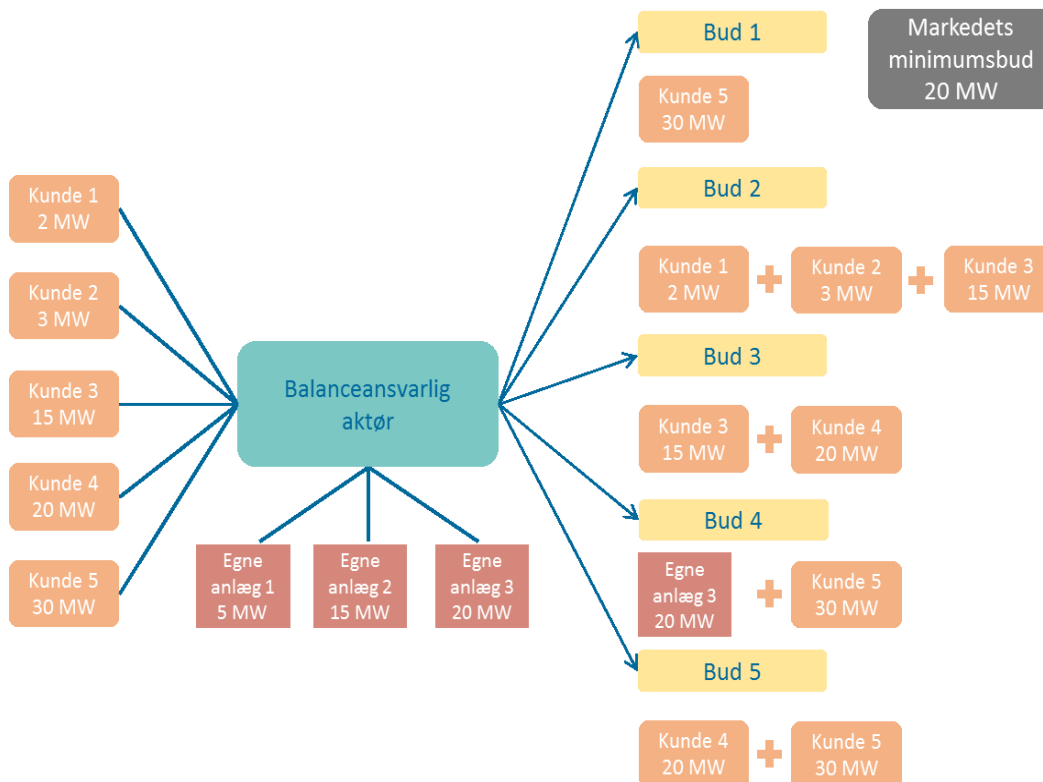 Kunde 1
2 MW
Kunde 2
3 MW
Kunde 3
15 MW
Kunde 4
20 MW
Kunde 5
30 MW
Balanceansvarlig
aktør
Egne
anlæg 1
5 MW
Egne
anlæg 2
15 MW
Egne
anlæg 3
20 MW
Bud 1
Kunde 5
30 MW
Bud 2
Kunde 1
2 MW
+
Kunde 2
3 MW
+
Kunde 3
15 MW
Bud 3
Kunde 3
15 MW
+
Kunde 4
20 MW
Bud 4
Egne
anlæg 3
20 MW
+
Kunde 5
30 MW
Bud 5
Kunde 4
20 MW
+
Kunde 5
30 MW
Markedets
minimumsbud
20 MW